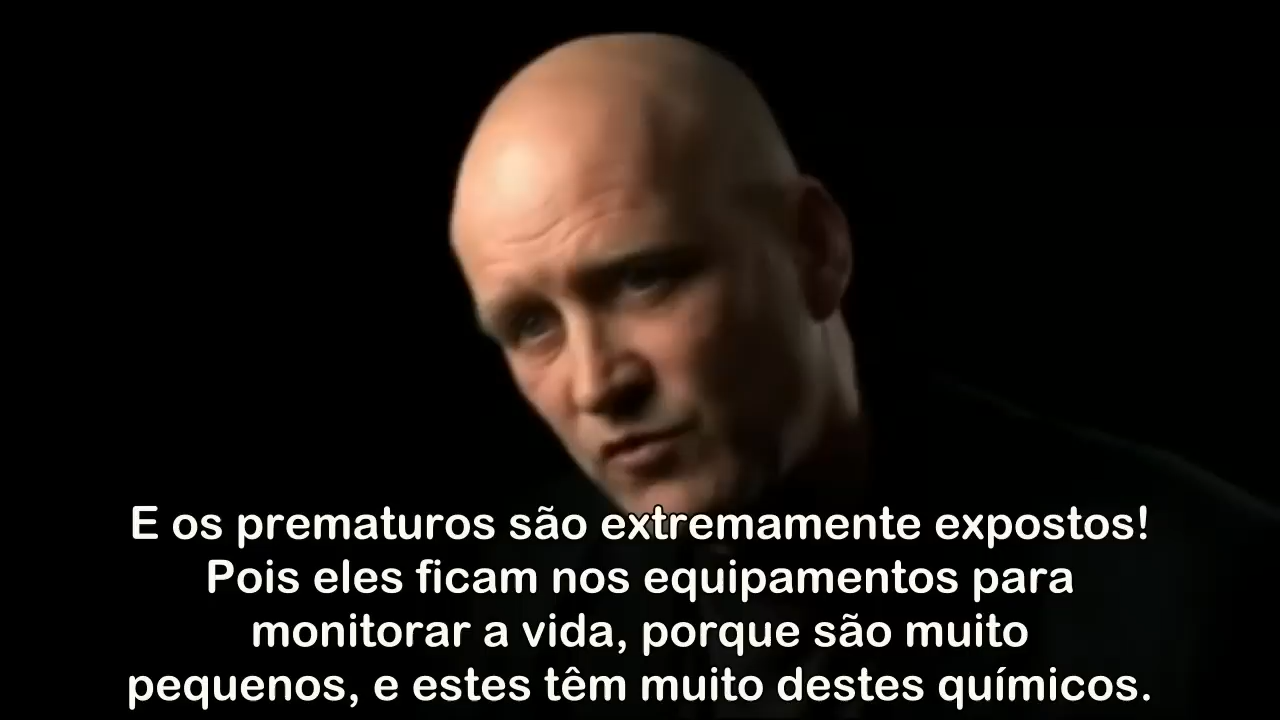 E os prematuros são extremamente expostos!
Pois eles ficam nos equipamentos para
monitorar a vida, porque são muito
pequenos, e estes têm muito destes químicos.